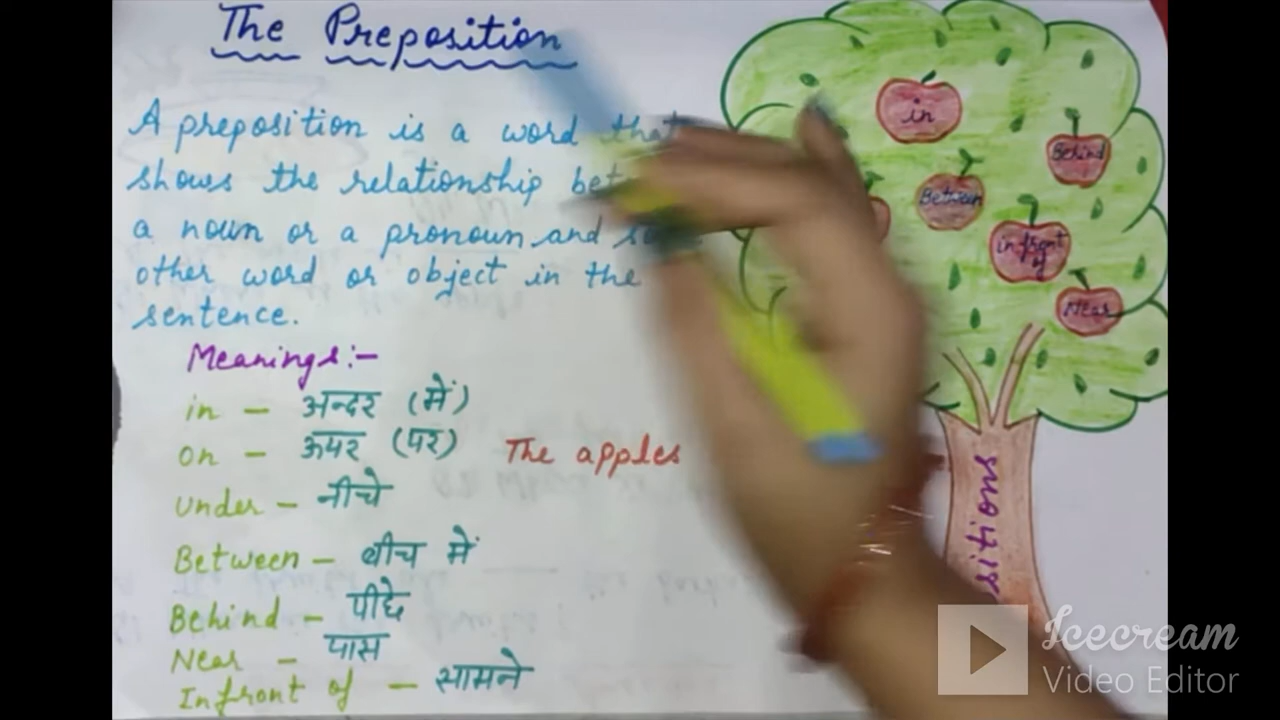 The Preposition
A preposition is a word that
shows the relationship
a noun or a pronoun and
other word or object in the
sentence.
Meanings:-
in - अन्दर (में)
on - ऊपर (पर)
The apples
under - नीचे
Between - बीच में
Behind - पीछे
Near - पास
Infront of - सामने
in
Behind
Between
infront
of
Near
sitions
Icecream
Video Editor